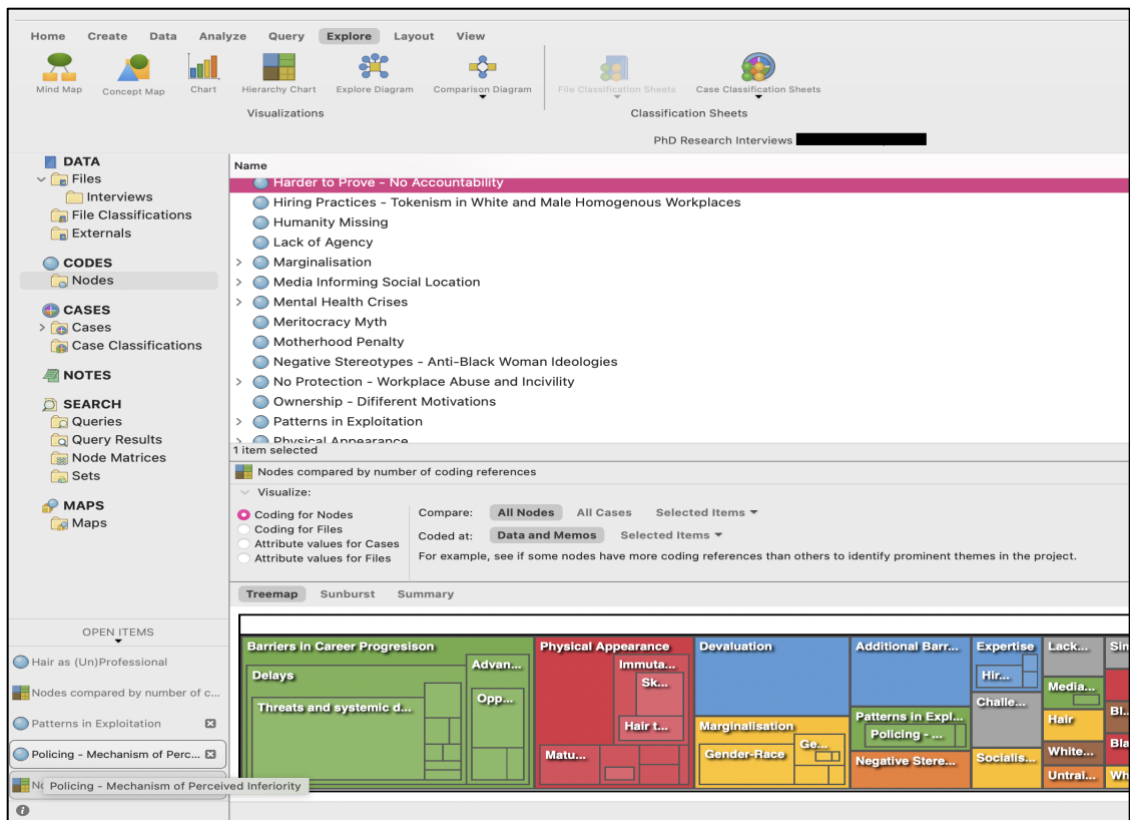 Home Create Data Analyze Query Explore Layout View
Mind Map Concept Map Chart Hierarchy Chart Explore Diagram Comparison Diagram File Classification Sheets Case Classification Sheets
Visualizations Classification Sheets
PhD Research Interviews
DATA
Files
Interviews
File Classifications
Externals
CODES
Nodes
CASES
Cases
Case Classifications
NOTES
SEARCH
Queries
Query Results
Node Matrices
Sets
MAPS
Maps
OPEN ITEMS
Hair as (Un)Professional
Nodes compared by number of c...
Patterns in Exploitation
Policing - Mechanism of Perc...
No
Policing - Mechanism of Perceived Inferiority
Name
Harder to Prove - No Accountability
Hiring Practices - Tokenism in White and Male Homogenous Workplaces
Humanity Missing
Lack of Agency
Marginalisation
Media Informing Social Location
Mental Health Crises
Meritocracy Myth
Motherhood Penalty
Negative Stereotypes - Anti-Black Woman Ideologies
No Protection - Workplace Abuse and Incivility
Ownership - Dififerent Motivations
Patterns in Exploitation
Physical Appearance
1 item selected
Nodes compared by number of coding references
Visualize:
Coding for Nodes
Coding for Files
Attribute values for Cases
Attribute values for Files
Compare: All Nodes All Cases Selected Items
Coded at: Data and Memos Selected Items
For example, see if some nodes have more coding references than others to identify prominent themes in the project.
Treemap Sunburst Summary
Barriers in Career Progresison
Delays
Threats and systemic d...
Advan...
Opp...
Physical Appearance
Immuta...
Sk...
Hair t...
Matu...
Devaluation
Marginalisation
Gender-Race
Ge...
Additional Barr...
Patterns in Expl...
Policing - ...
Negative Stere...
Expertise
Hir...
Challe...
Socialis...
Lack...
Media...
Hair
White...
Untrai...
Sin
Bl...
Bla
Wh